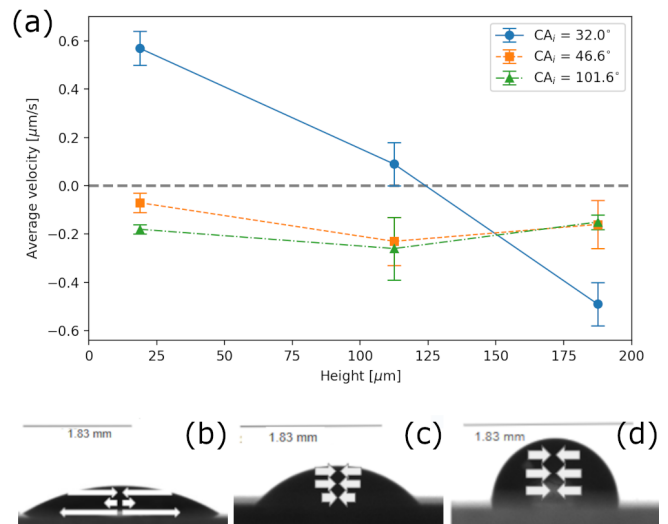 (a)
CA_i = 32.0°
CA_i = 46.6°
CA_i = 101.6°
Average velocity [μm/s]
0.6
0.4
0.2
0.0
−0.2
−0.4
−0.6
0 25 50 75 100 125 150 175 200
Height [μm]
(b) (c) (d)
1.83 mm 1.83 mm 1.83 mm